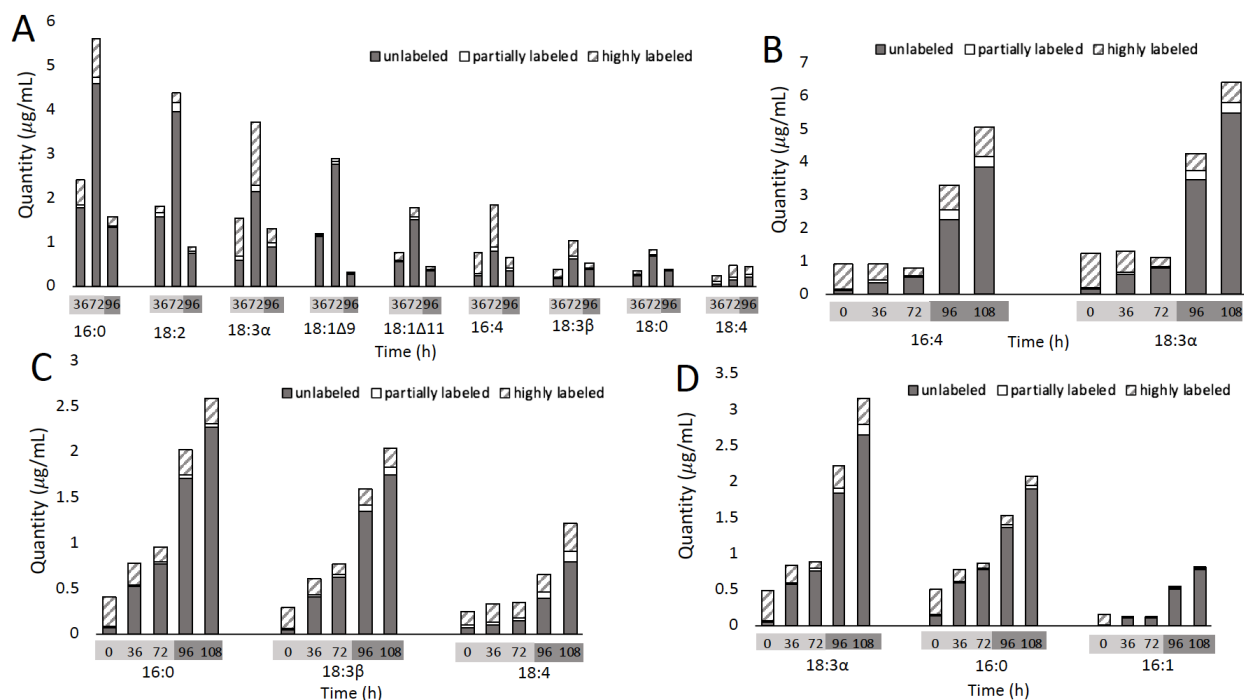 A
6
5
4
3
2
1
0
Quantity (µg/mL)
unlabeled partially labeled highly labeled
367296 367296 367296 367296 367296 367296 367296 367296 367296
16:0 18:2 18:3α 18:1Δ9 18:1Δ11 16:4 18:3β 18:0 18:4
Time (h)
B
7
6
5
4
3
2
1
0
Quantity (µg/mL)
unlabeled partially labeled highly labeled
0 36 72 96 108 0 36 72 96 108
16:4 Time (h) 18:3α
C
3
2.5
2
1.5
1
0.5
0
Quantity (µg/mL)
unlabeled partially labeled highly labeled
0 36 72 96 108 0 36 72 96 108 0 36 72 96 108
16:0 18:3β 18:4
Time (h)
D
3.5
3
2.5
2
1.5
1
0.5
0
Quantity (µg/mL)
unlabeled partially labeled highly labeled
0 36 72 96 108 0 36 72 96 108 0 36 72 96 108
18:3α 16:0 16:1
Time (h)